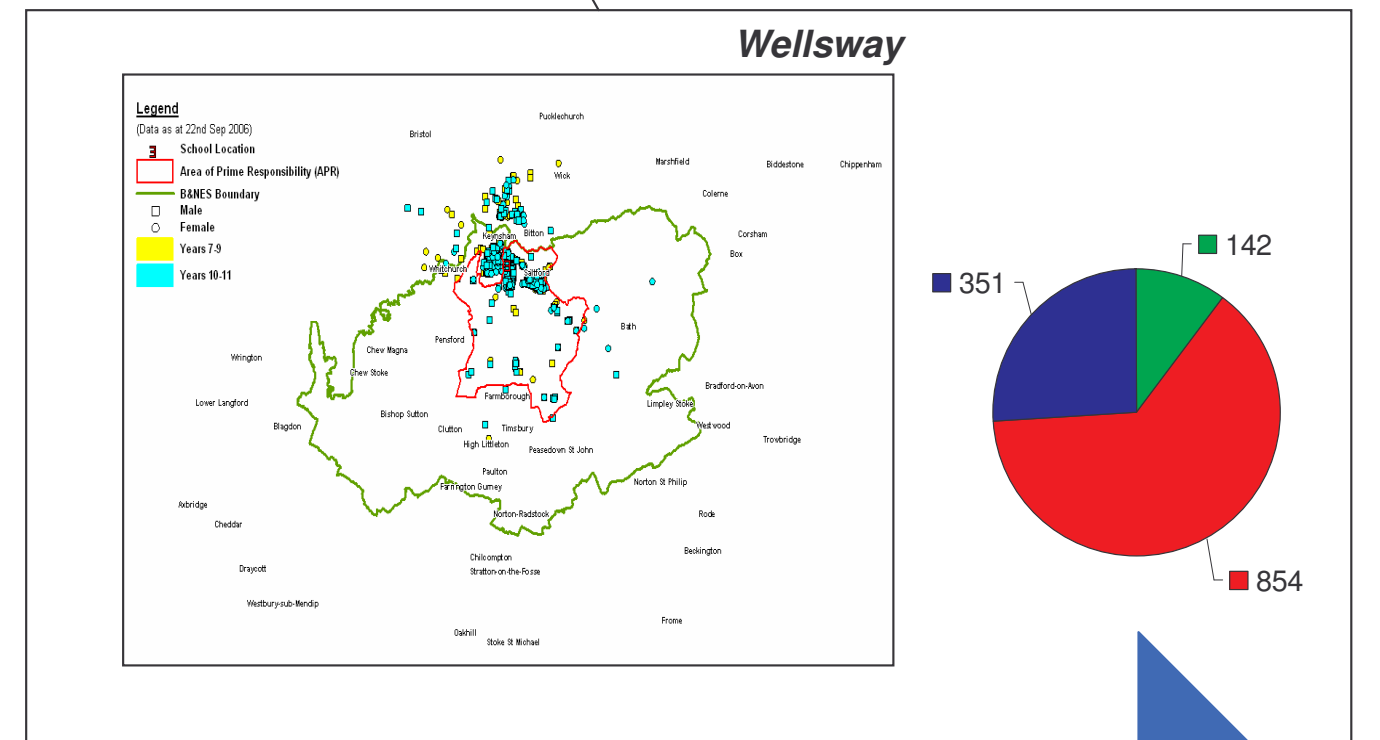 Wellsway
Legend
(Data as at 22nd Sep 2006)
School Location
Area of Prime Responsibility (APR)
B&NES Boundary
Male
Female
Years 7-9
Years 10-11
Pucklechurch
Bristol
Wick
Marshfield
Biddestone
Chippenham
Colerne
Keynsham
Bitton
Corsham
Box
Whitchurch
Saltford
Bath
Pensford
Chew Magna
Wrington
Chew Stoke
Bradford-on-Avon
Lower Langford
Farmborough
Limpley Stoke
Bishop Sutton
Blagdon
Clutton
Timsbury
Westwood
High Littleton
Peasedown St John
Trowbridge
Paulton
Farrington Gurney
Norton St Philip
Axbridge
Cheddar
Norton-Radstock
Rode
Beckington
Chilcompton
Stratton-on-the-Fosse
Draycott
Westbury-sub-Mendip
Frome
Oakhill
Stoke St Michael
142
351
854